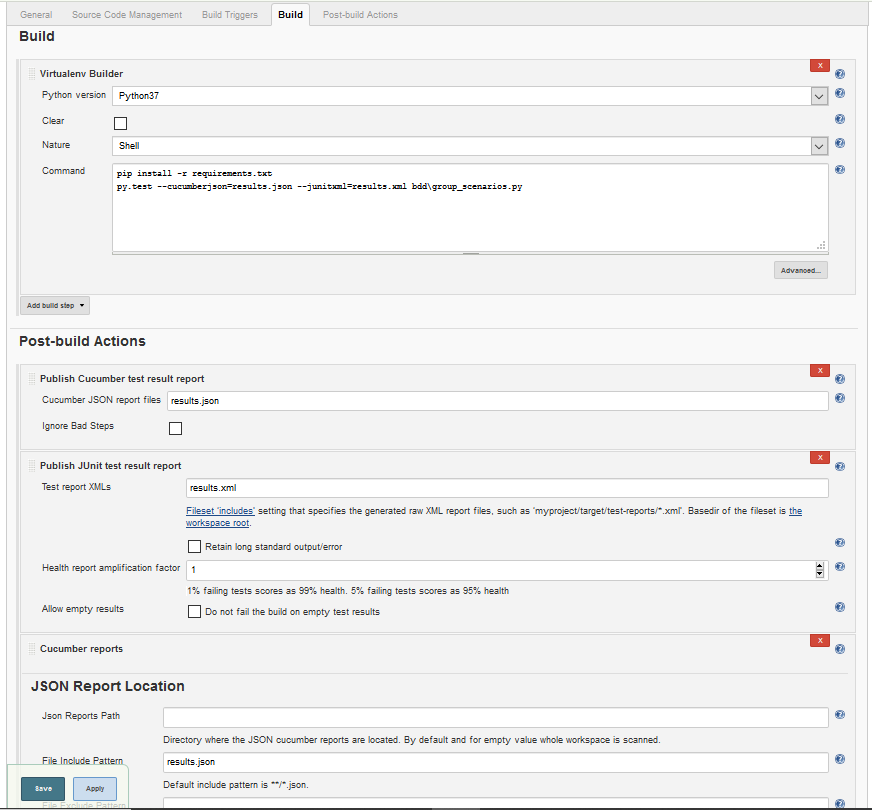 General Source Code Management Build Triggers Build Post-build Actions
Build
X
Virtualenv Builder
Python version Python37
Clear
Nature Shell
Command pip install -r requirements.txt
py.test --cucumberjson=results.json --junitxml=results.xml bdd\group_scenarios.py
Advanced...
Add build step
Post-build Actions
X
Publish Cucumber test result report
Cucumber JSON report files results.json
Ignore Bad Steps
X
Publish JUnit test result report
Test report XMLs results.xml
Fileset 'includes' setting that specifies the generated raw XML report files, such as 'myproject/target/test-reports/*.xml'. Basedir of the fileset is the
workspace root.
Retain long standard output/error
Health report amplification factor 1
1% failing tests scores as 99% health. 5% failing tests scores as 95% health
Allow empty results Do not fail the build on empty test results
X
Cucumber reports
JSON Report Location
Json Reports Path
Directory where the JSON cucumber reports are located. By default and for empty value whole workspace is scanned.
File Include Pattern results.json
Default include pattern is **/*.json.
Save Apply
File Exclude Pattern